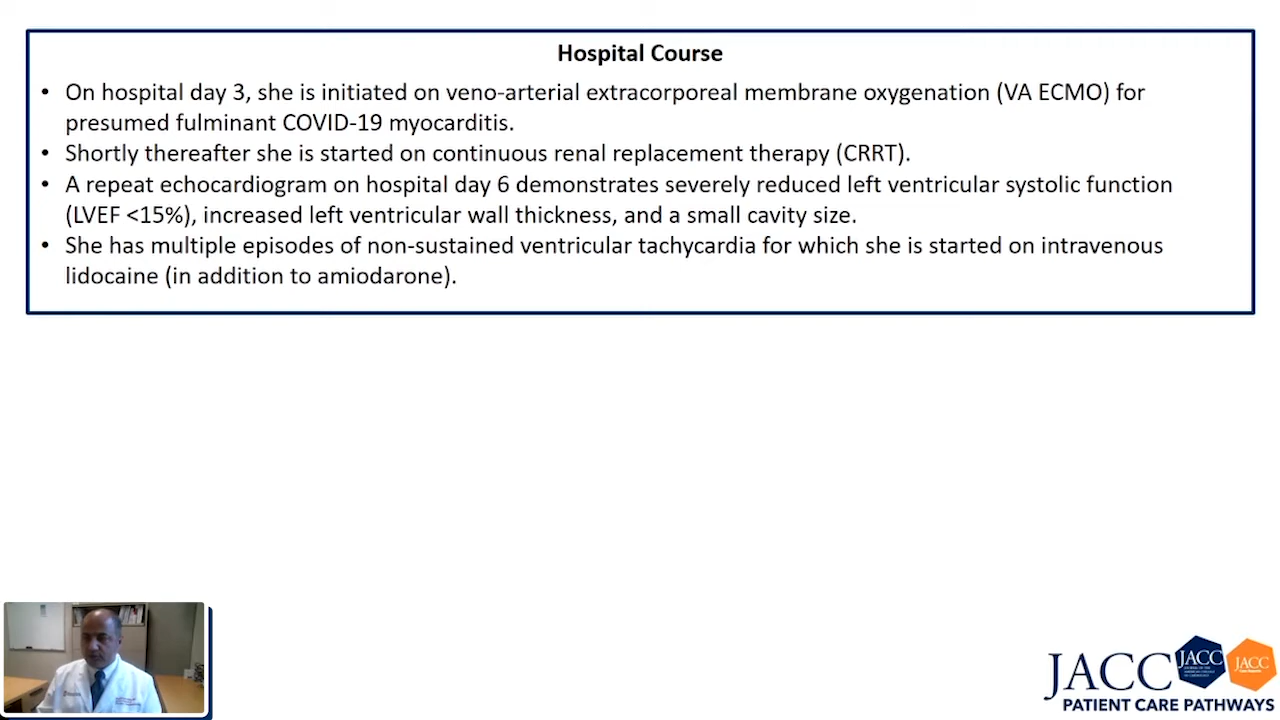 Hospital Course
• On hospital day 3, she is initiated on veno-arterial extracorporeal membrane oxygenation (VA ECMO) for
presumed fulminant COVID-19 myocarditis.
• Shortly thereafter she is started on continuous renal replacement therapy (CRRT).
• A repeat echocardiogram on hospital day 6 demonstrates severely reduced left ventricular systolic function
(LVEF <15%), increased left ventricular wall thickness, and a small cavity size.
• She has multiple episodes of non-sustained ventricular tachycardia for which she is started on intravenous
lidocaine (in addition to amiodarone).
JACC
JACC
JACC
PATIENT CARE PATHWAYS